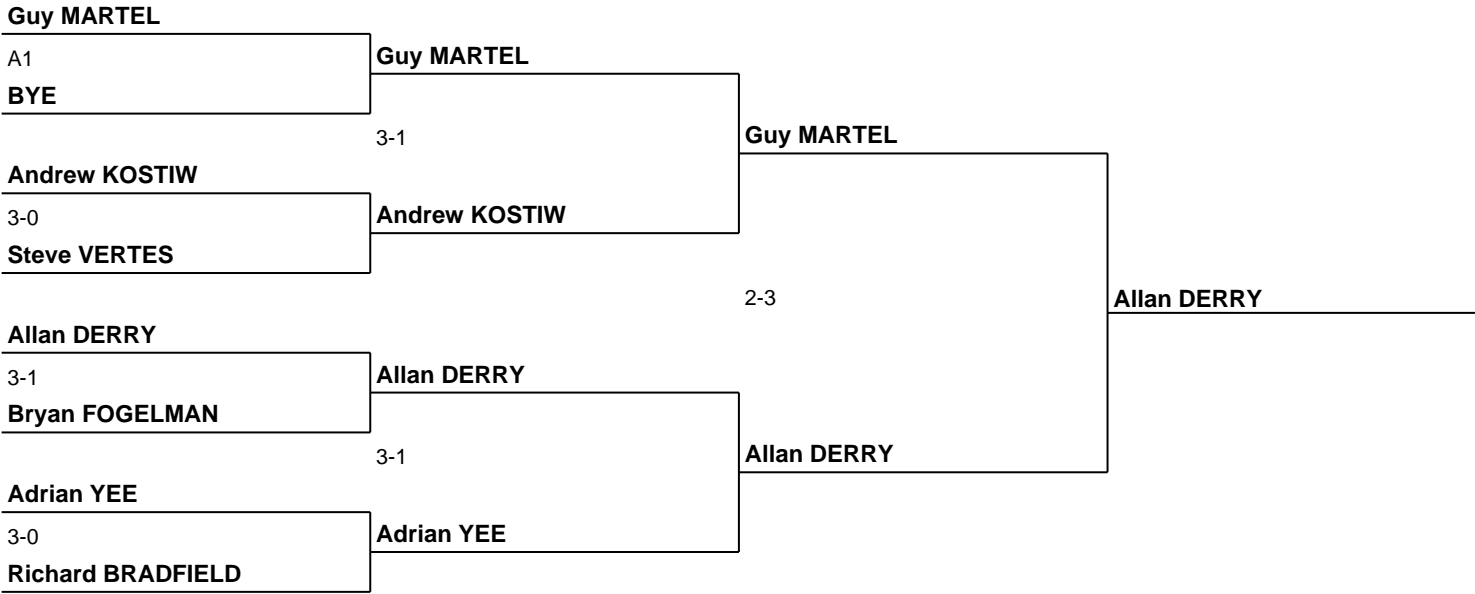 Guy MARTEL
A1
Guy MARTEL
BYE
3-1
Guy MARTEL
Andrew KOSTIW
3-0
Andrew KOSTIW
Steve VERTES
2-3
Allan DERRY
Allan DERRY
3-1
Allan DERRY
Bryan FOGELMAN
3-1
Allan DERRY
Adrian YEE
3-0
Adrian YEE
Richard BRADFIELD